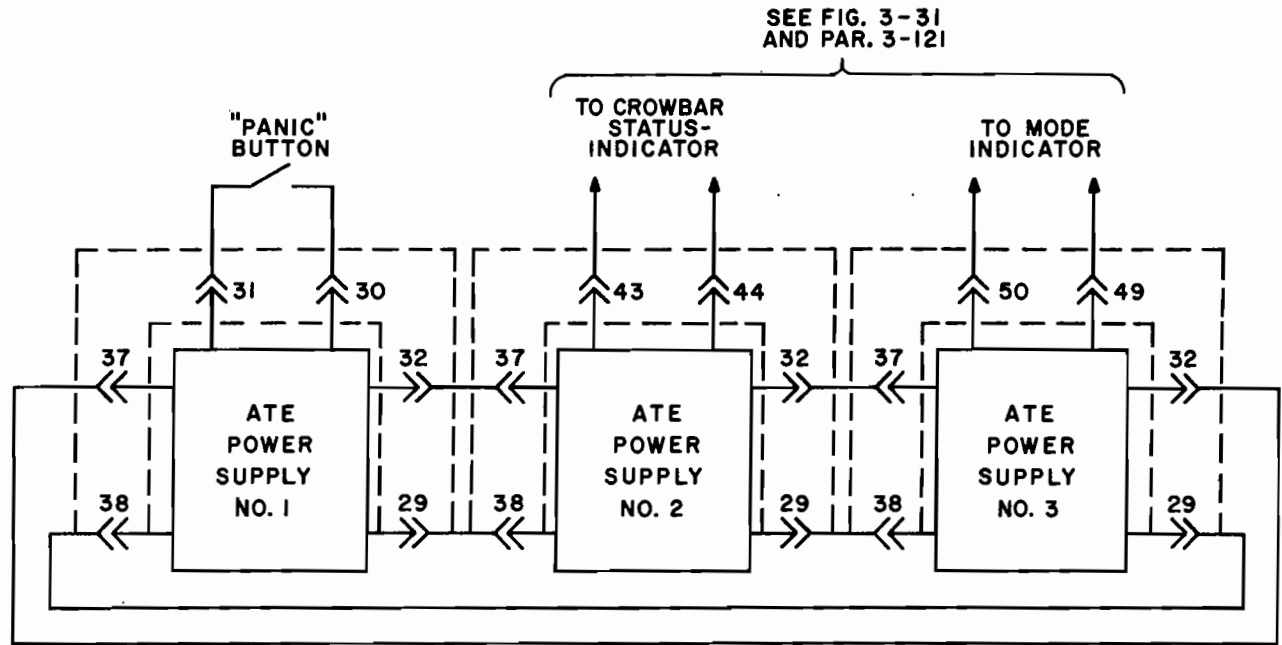 SEE FIG. 3-31
AND PAR. 3-121
"PANIC"
BUTTON
TO CROWBAR
STATUS-
INDICATOR
TO MODE
INDICATOR
31 30 43 44 50 49
37 32 37 32 37 32
ATE
POWER
SUPPLY
NO. 1
ATE
POWER
SUPPLY
NO. 2
ATE
POWER
SUPPLY
NO. 3
38 29 38 29 38 29